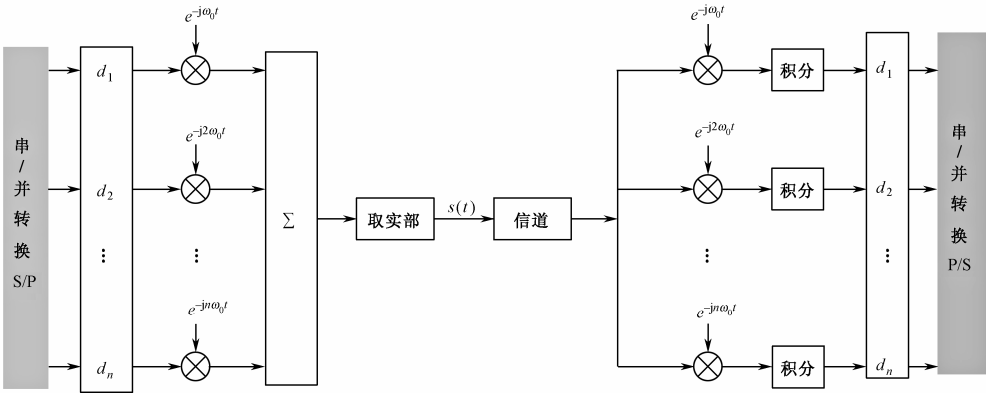 串/并转换 S/P
d₁
d₂
⋮
dₙ
e^{-jω₀t}
e^{-j2ω₀t}
⋮
e^{-jnω₀t}
Σ
取实部
s(t)
信道
e^{-jω₀t}
e^{-j2ω₀t}
⋮
e^{-jnω₀t}
积分
积分
积分
d₁
d₂
⋮
dₙ
串/并转换 P/S